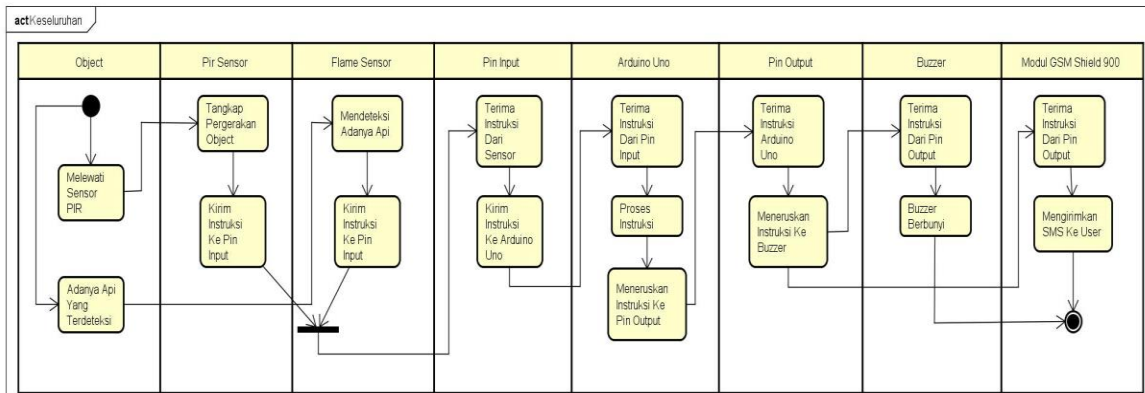 act Keseluruhan
Object
Pir Sensor
Flame Sensor
Pin Input
Arduino Uno
Pin Output
Buzzer
Modul GSM Shield 900
Melewati
Sensor
PIR
Adanya Api
Yang
Terdeteksi
Tangkap
Pergerakan
Object
Kirim
Instruksi
Ke Pin
Input
Mendeteksi
Adanya Api
Kirim
Instruksi
Ke Pin
Input
Terima
Instruksi
Dari
Sensor
Kirim
Instruksi
Ke Arduino
Uno
Terima
Instruksi
Dari Pin
Input
Proses
Instruksi
Meneruskan
Instruksi Ke
Pin Output
Terima
Instruksi
Arduino
Uno
Meneruskan
Instruksi Ke
Buzzer
Terima
Instruksi
Dari Pin
Output
Buzzer
Berbunyi
Terima
Instruksi
Dari Pin
Output
Mengirimkan
SMS Ke User